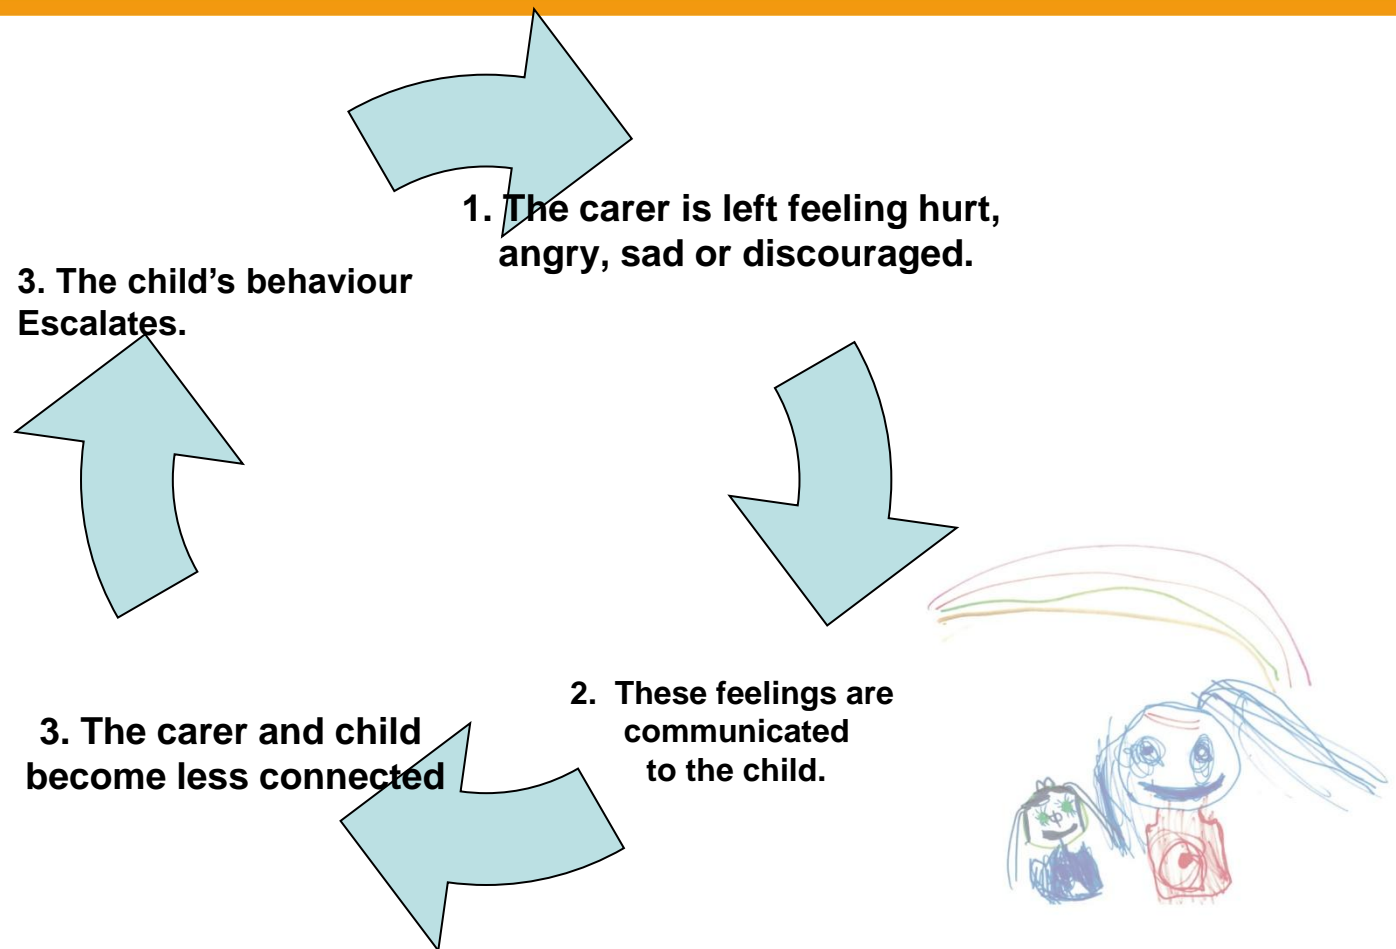 1. The carer is left feeling hurt,
angry, sad or discouraged.
2.  These feelings are
communicated
to the child.
3. The carer and child
become less connected
3. The child’s behaviour
Escalates.